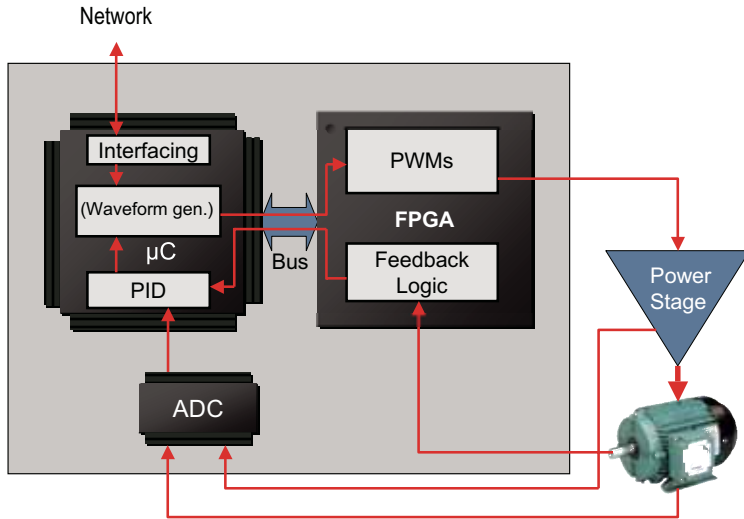 Network
Interfacing
(Waveform gen.)
µC
PID
Bus
PWMs
FPGA
Feedback
Logic
Power
Stage
ADC